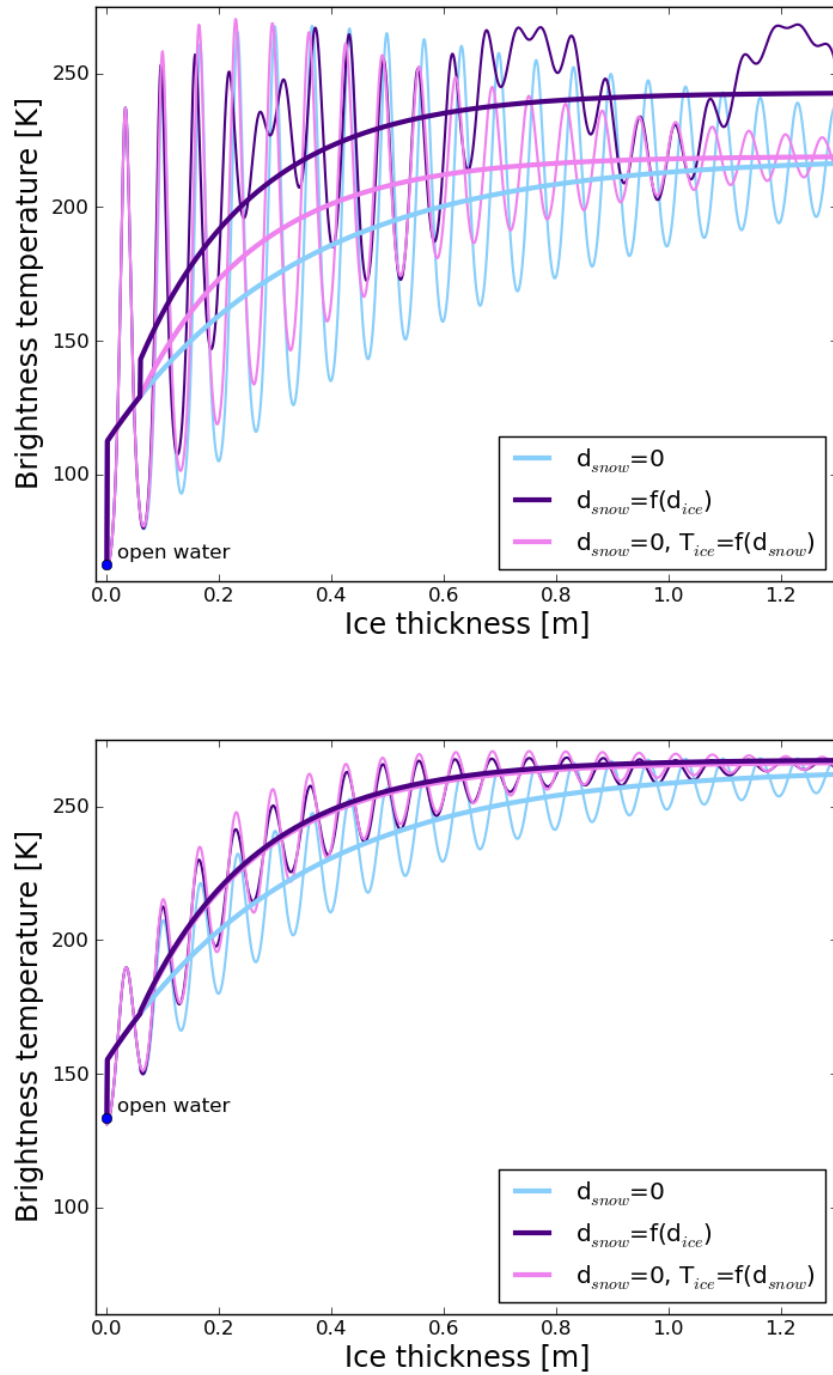 Brightness temperature [K]
250
200
150
100
open water
d_snow=0
d_snow=f(d_ice)
d_snow=0, T_ice=f(d_snow)
0.0 0.2 0.4 0.6 0.8 1.0 1.2
Ice thickness [m]
Brightness temperature [K]
250
200
150
100
open water
d_snow=0
d_snow=f(d_ice)
d_snow=0, T_ice=f(d_snow)
0.0 0.2 0.4 0.6 0.8 1.0 1.2
Ice thickness [m]